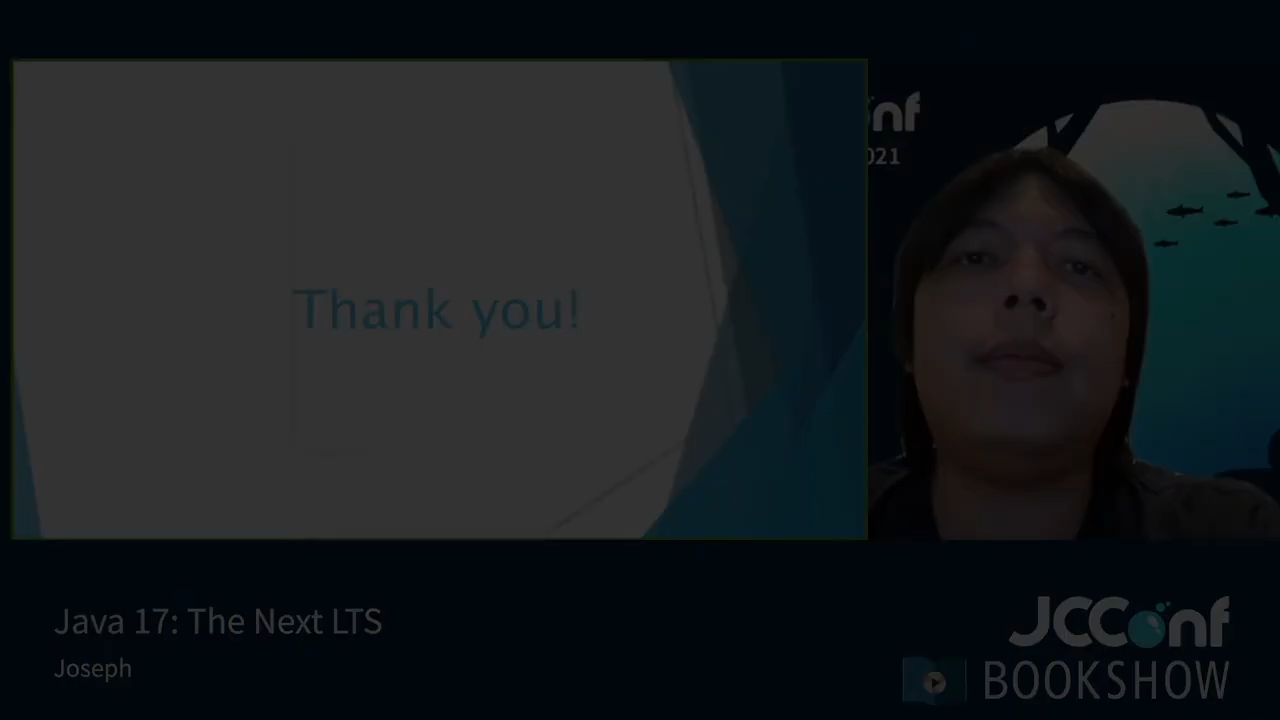 Thank you!
nf
021
Java 17: The Next LTS
Joseph
JCConf
BOOKSHOW